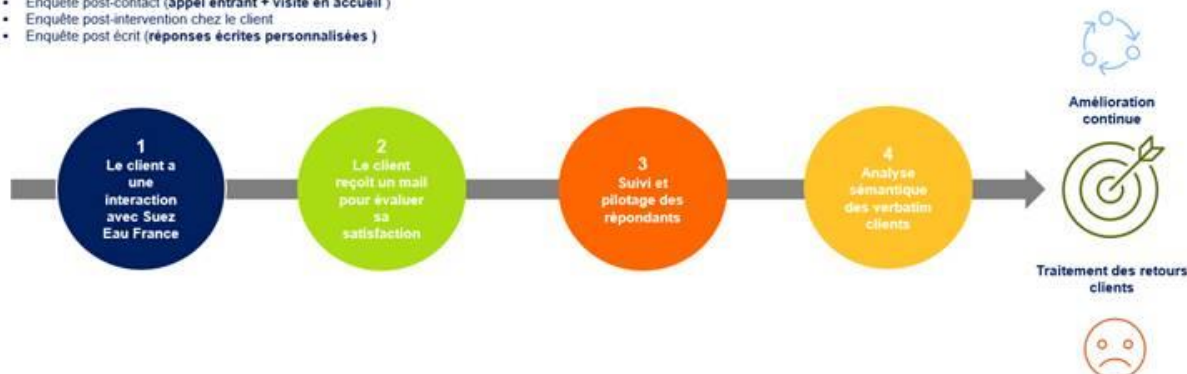 • Enquête post-contact (appel entrant + visite en accueil )
• Enquête post-intervention chez le client
• Enquête post écrit (réponses écrites personnalisées )
1
Le client a
une
interaction
avec Suez
Eau France
2
Le client
reçoit un mail
pour évaluer
sa
satisfaction
3
Suivi et
pilotage des
répondants
4
Analyse
sémantique
des verbatim
clients
Amélioration
continue
Traitement des retours
clients